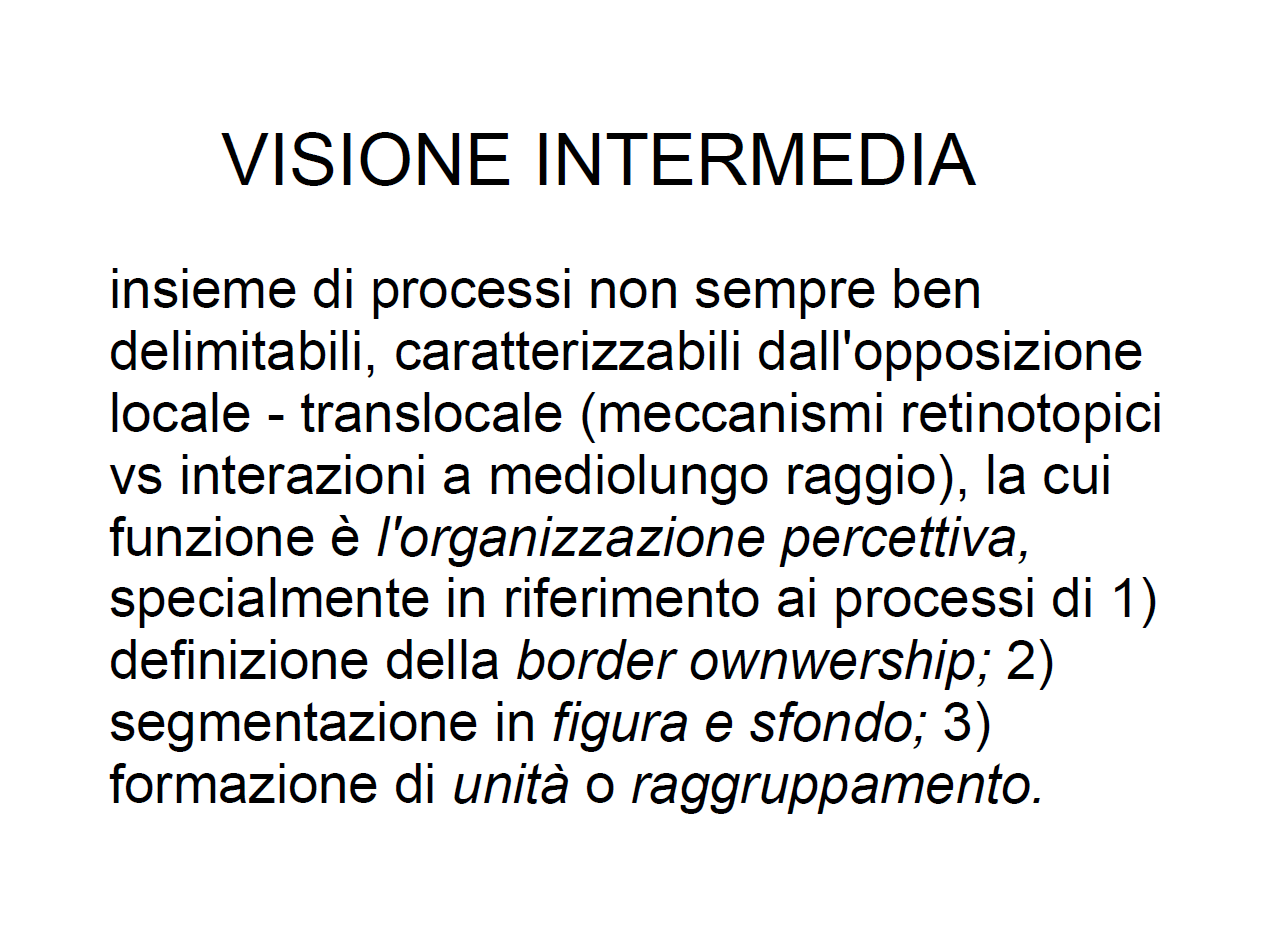 VISIONE INTERMEDIA
insieme di processi non sempre ben
delimitabili, caratterizzabili dall'opposizione
locale - translocale (meccanismi retinotopici
vs interazioni a mediolungo raggio), la cui
funzione è l'organizzazione percettiva,
specialmente in riferimento ai processi di 1)
definizione della border ownwership; 2)
segmentazione in figura e sfondo; 3)
formazione di unità o raggruppamento.